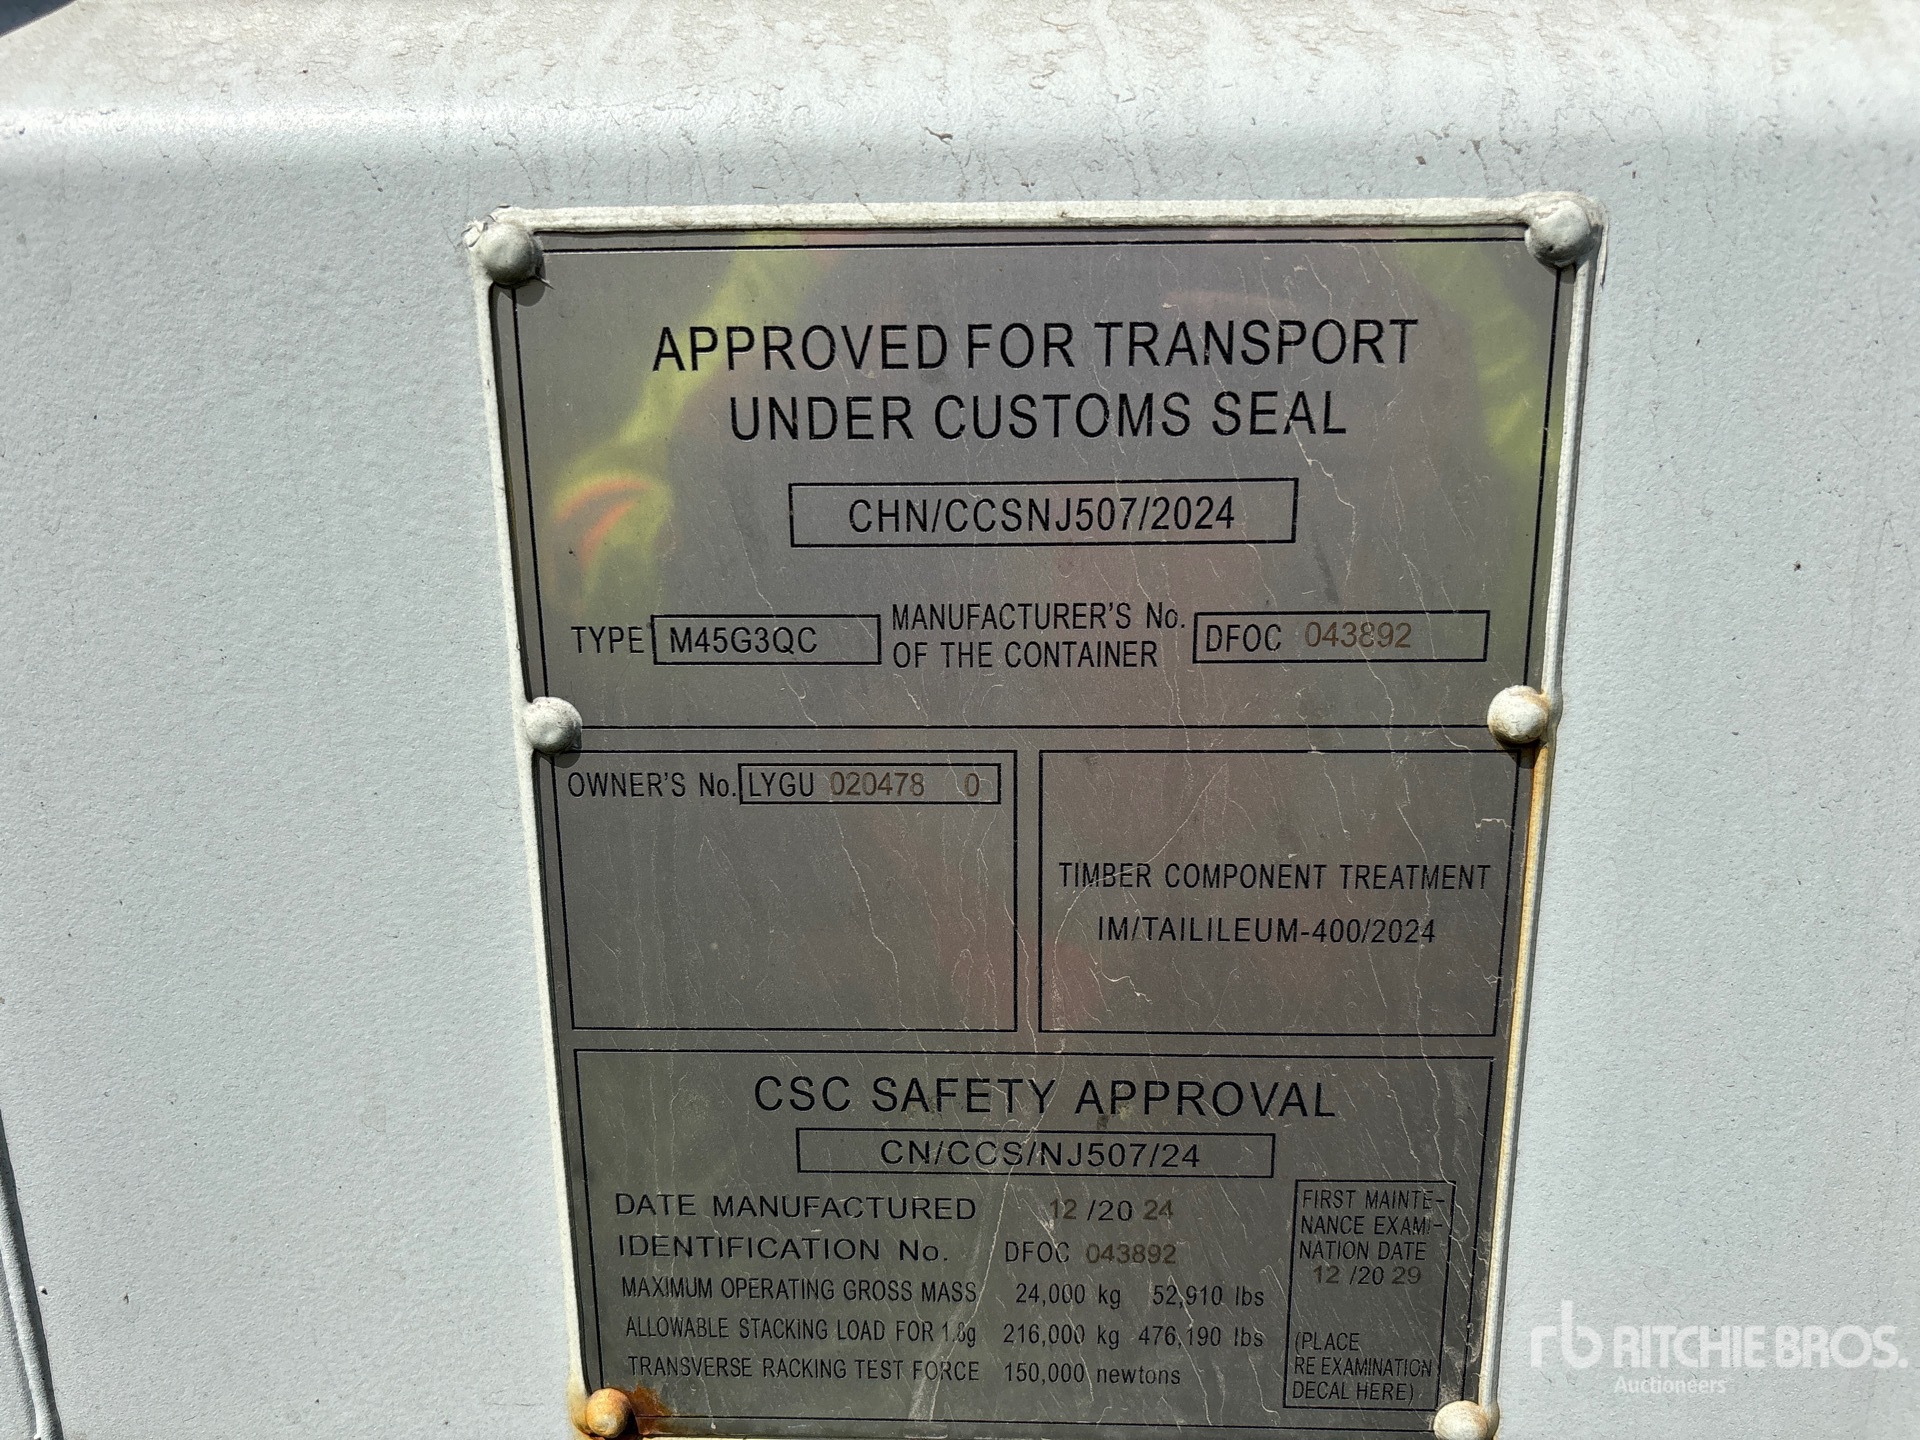 APPROVED FOR TRANSPORT
UNDER CUSTOMS SEAL
CHN/CCSNJ507/2024
TYPE M45G3QC
MANUFACTURER'S No.
OF THE CONTAINER
DFOC 043892
OWNER'S No. LYGU 020478 0
TIMBER COMPONENT TREATMENT
IM/TAILILEUM-400/2024
CSC SAFETY APPROVAL
CN/CCS/NJ507/24
DATE MANUFACTURED 12 /20 24
IDENTIFICATION No. DFOC 043892
MAXIMUM OPERATING GROSS MASS 24,000 kg 52,910 lbs
ALLOWABLE STACKING LOAD FOR 1.8g 216,000 kg 476,190 lbs
TRANSVERSE RACKING TEST FORCE 150,000 newtons
FIRST MAINTE-
NANCE EXAMI-
NATION DATE
12 /20 29
(PLACE
RE EXAMINATION
DECAL HERE)
rb RITCHIE BROS.
Auctioneers